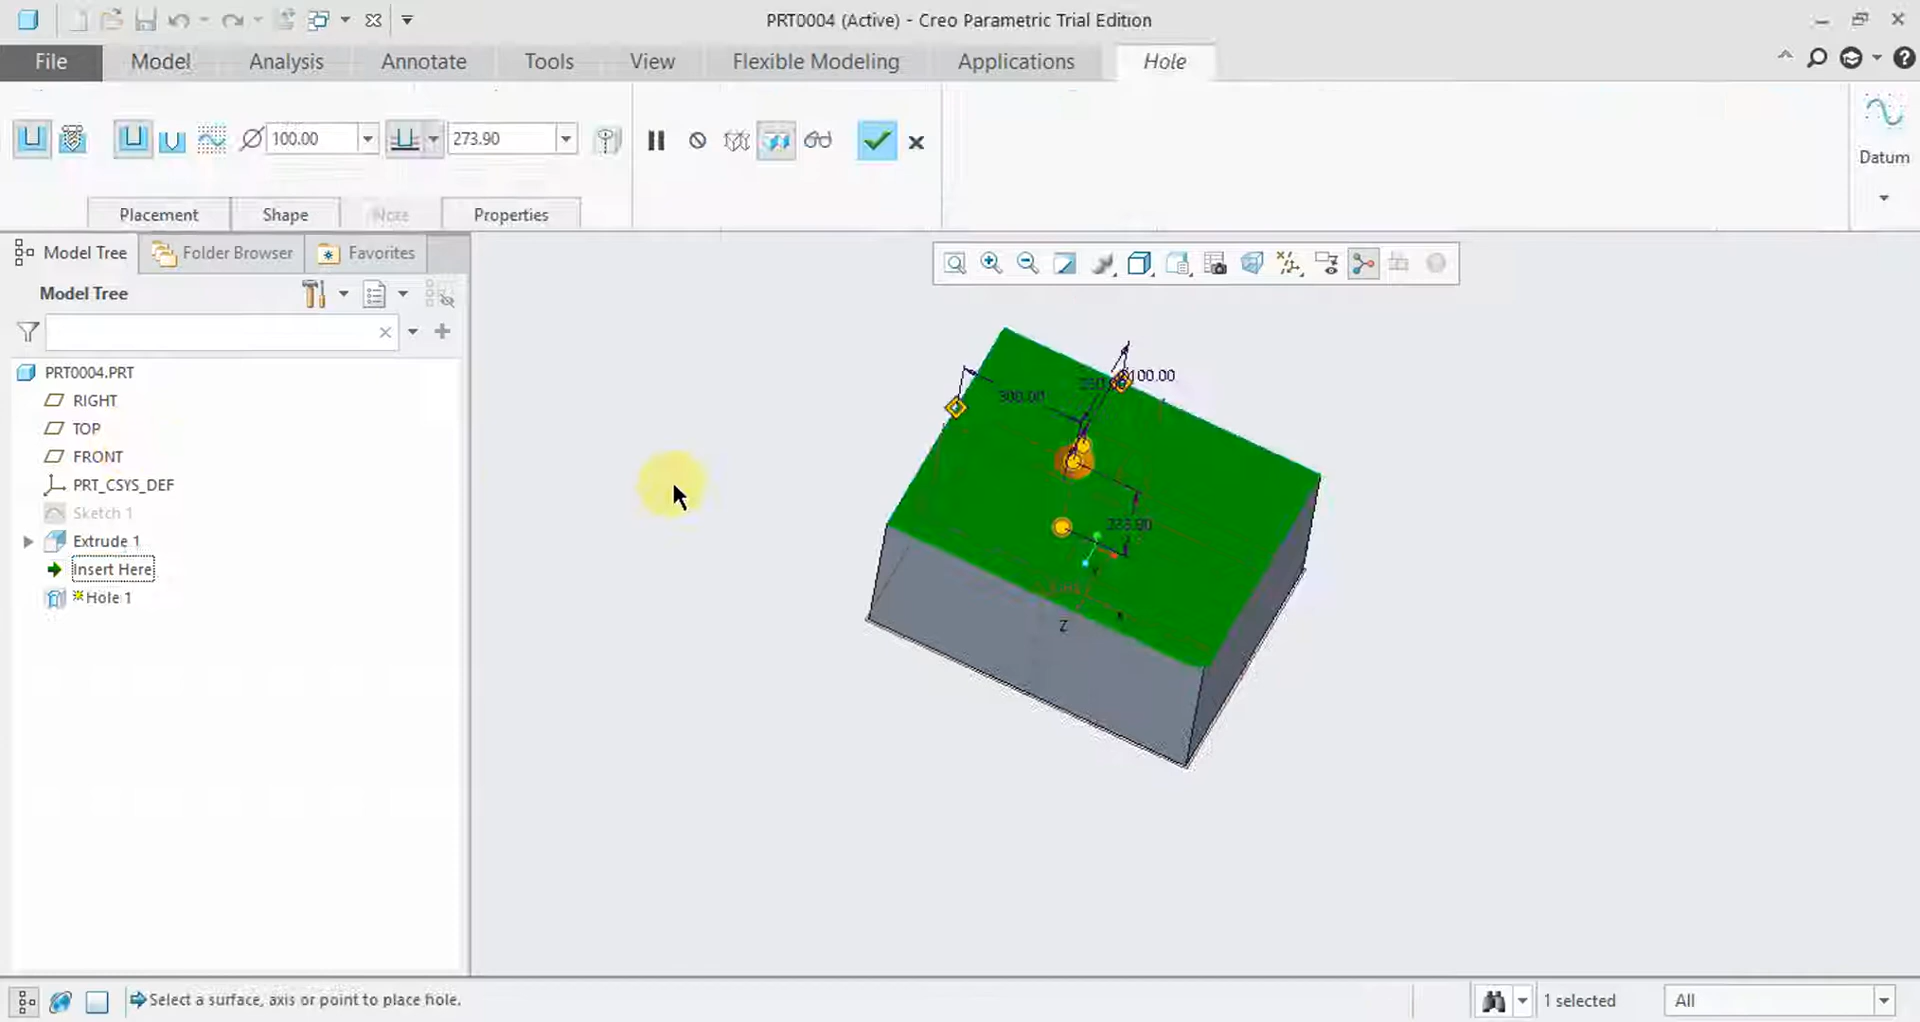 PRT0004 (Active) - Creo Parametric Trial Edition
File Model Analysis Annotate Tools View Flexible Modeling Applications Hole
100.00 273.90
Datum
Placement Shape Note Properties
Model Tree Folder Browser Favorites
Model Tree
PRT0004.PRT
RIGHT
TOP
FRONT
PRT_CSYS_DEF
Sketch 1
Extrude 1
Insert Here
Hole 1
100.00
300.00
Z
Select a surface, axis or point to place hole.
1 selected
All